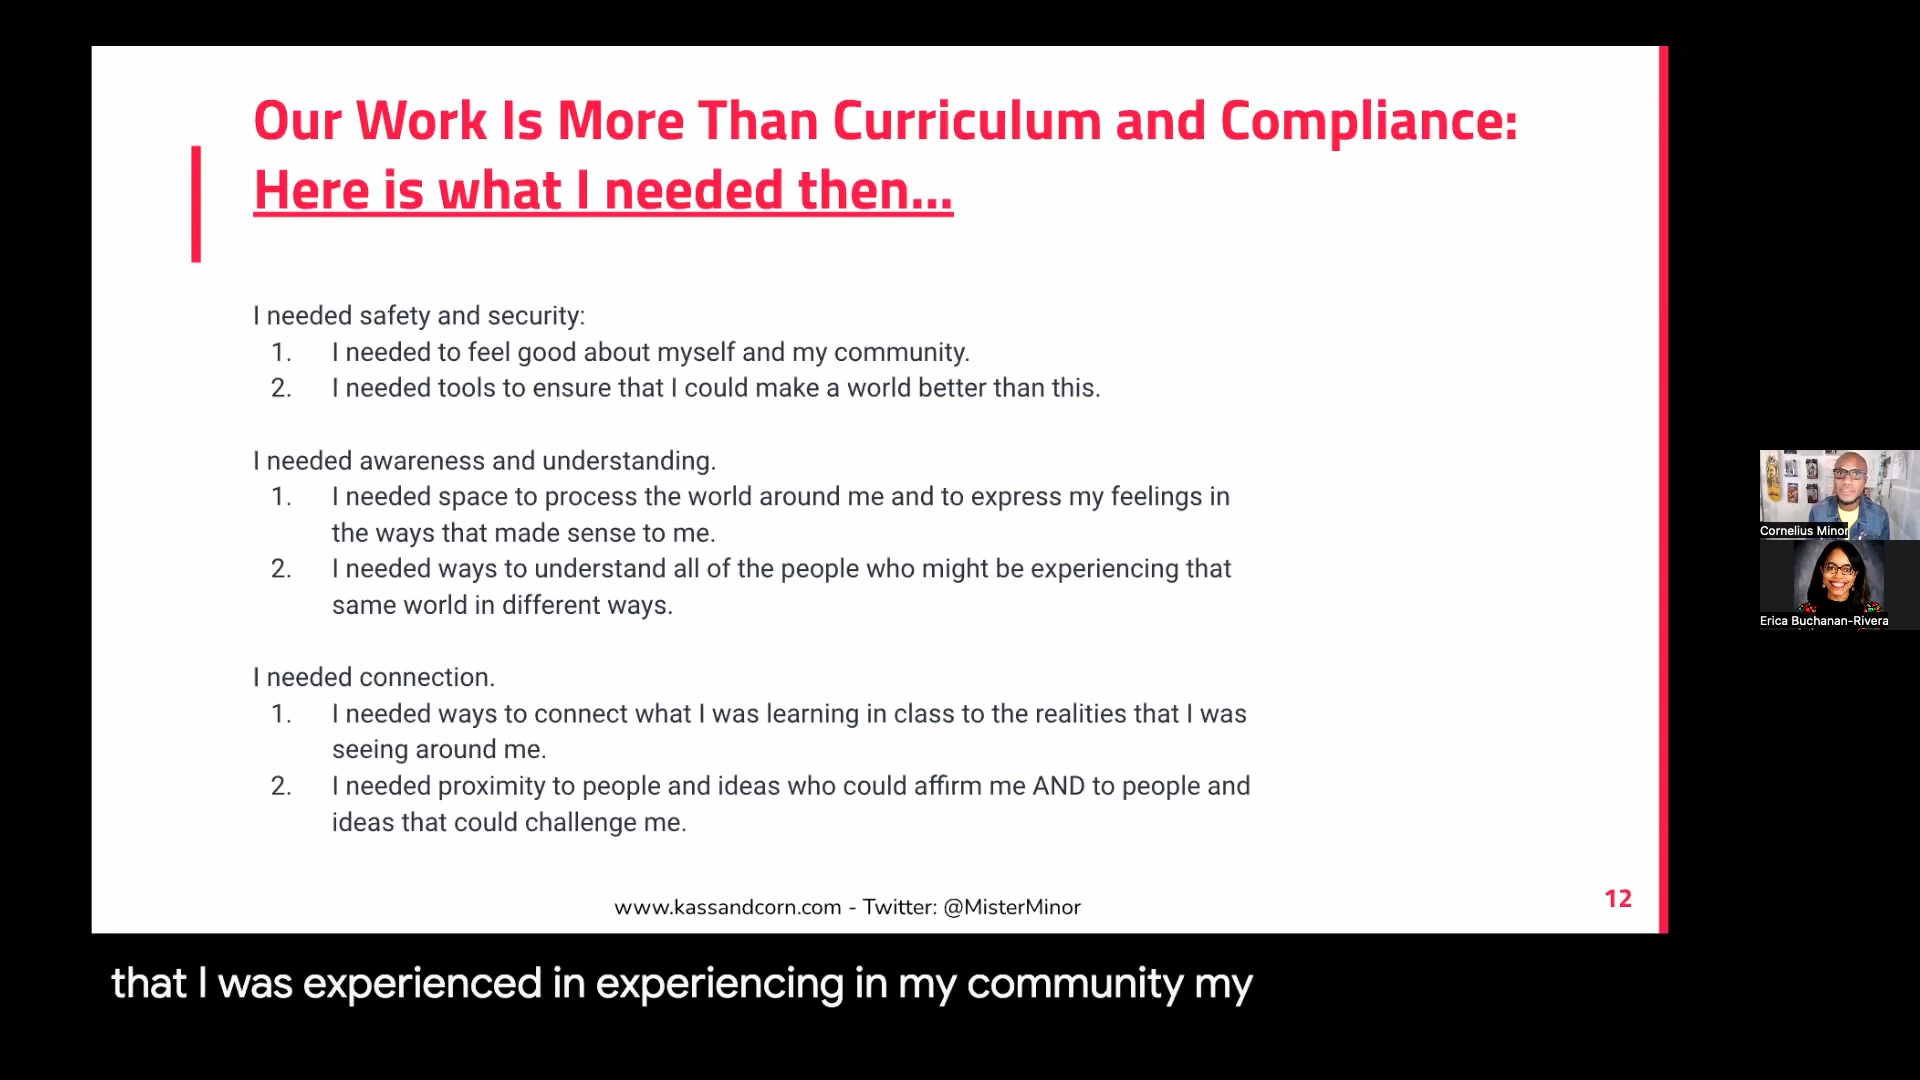 Our Work Is More Than Curriculum and Compliance:
Here is what I needed then...
I needed safety and security:
1. I needed to feel good about myself and my community.
2. I needed tools to ensure that I could make a world better than this.
I needed awareness and understanding.
1. I needed space to process the world around me and to express my feelings in
the ways that made sense to me.
2. I needed ways to understand all of the people who might be experiencing that
same world in different ways.
I needed connection.
1. I needed ways to connect what I was learning in class to the realities that I was
seeing around me.
2. I needed proximity to people and ideas who could affirm me AND to people and
ideas that could challenge me.
www.kassandcorn.com - Twitter: @MisterMinor
12
Cornelius Minor
Erica Buchanan-Rivera
that I was experienced in experiencing in my community my